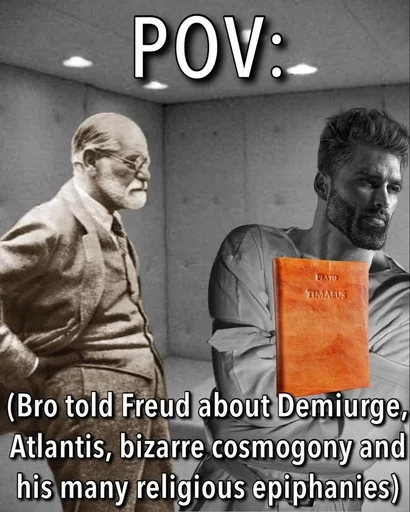 POV:
PLATO
TIMAEUS
(Bro told Freud about Demiurge,
Atlantis, bizarre cosmogony and
his many religious epiphanies)